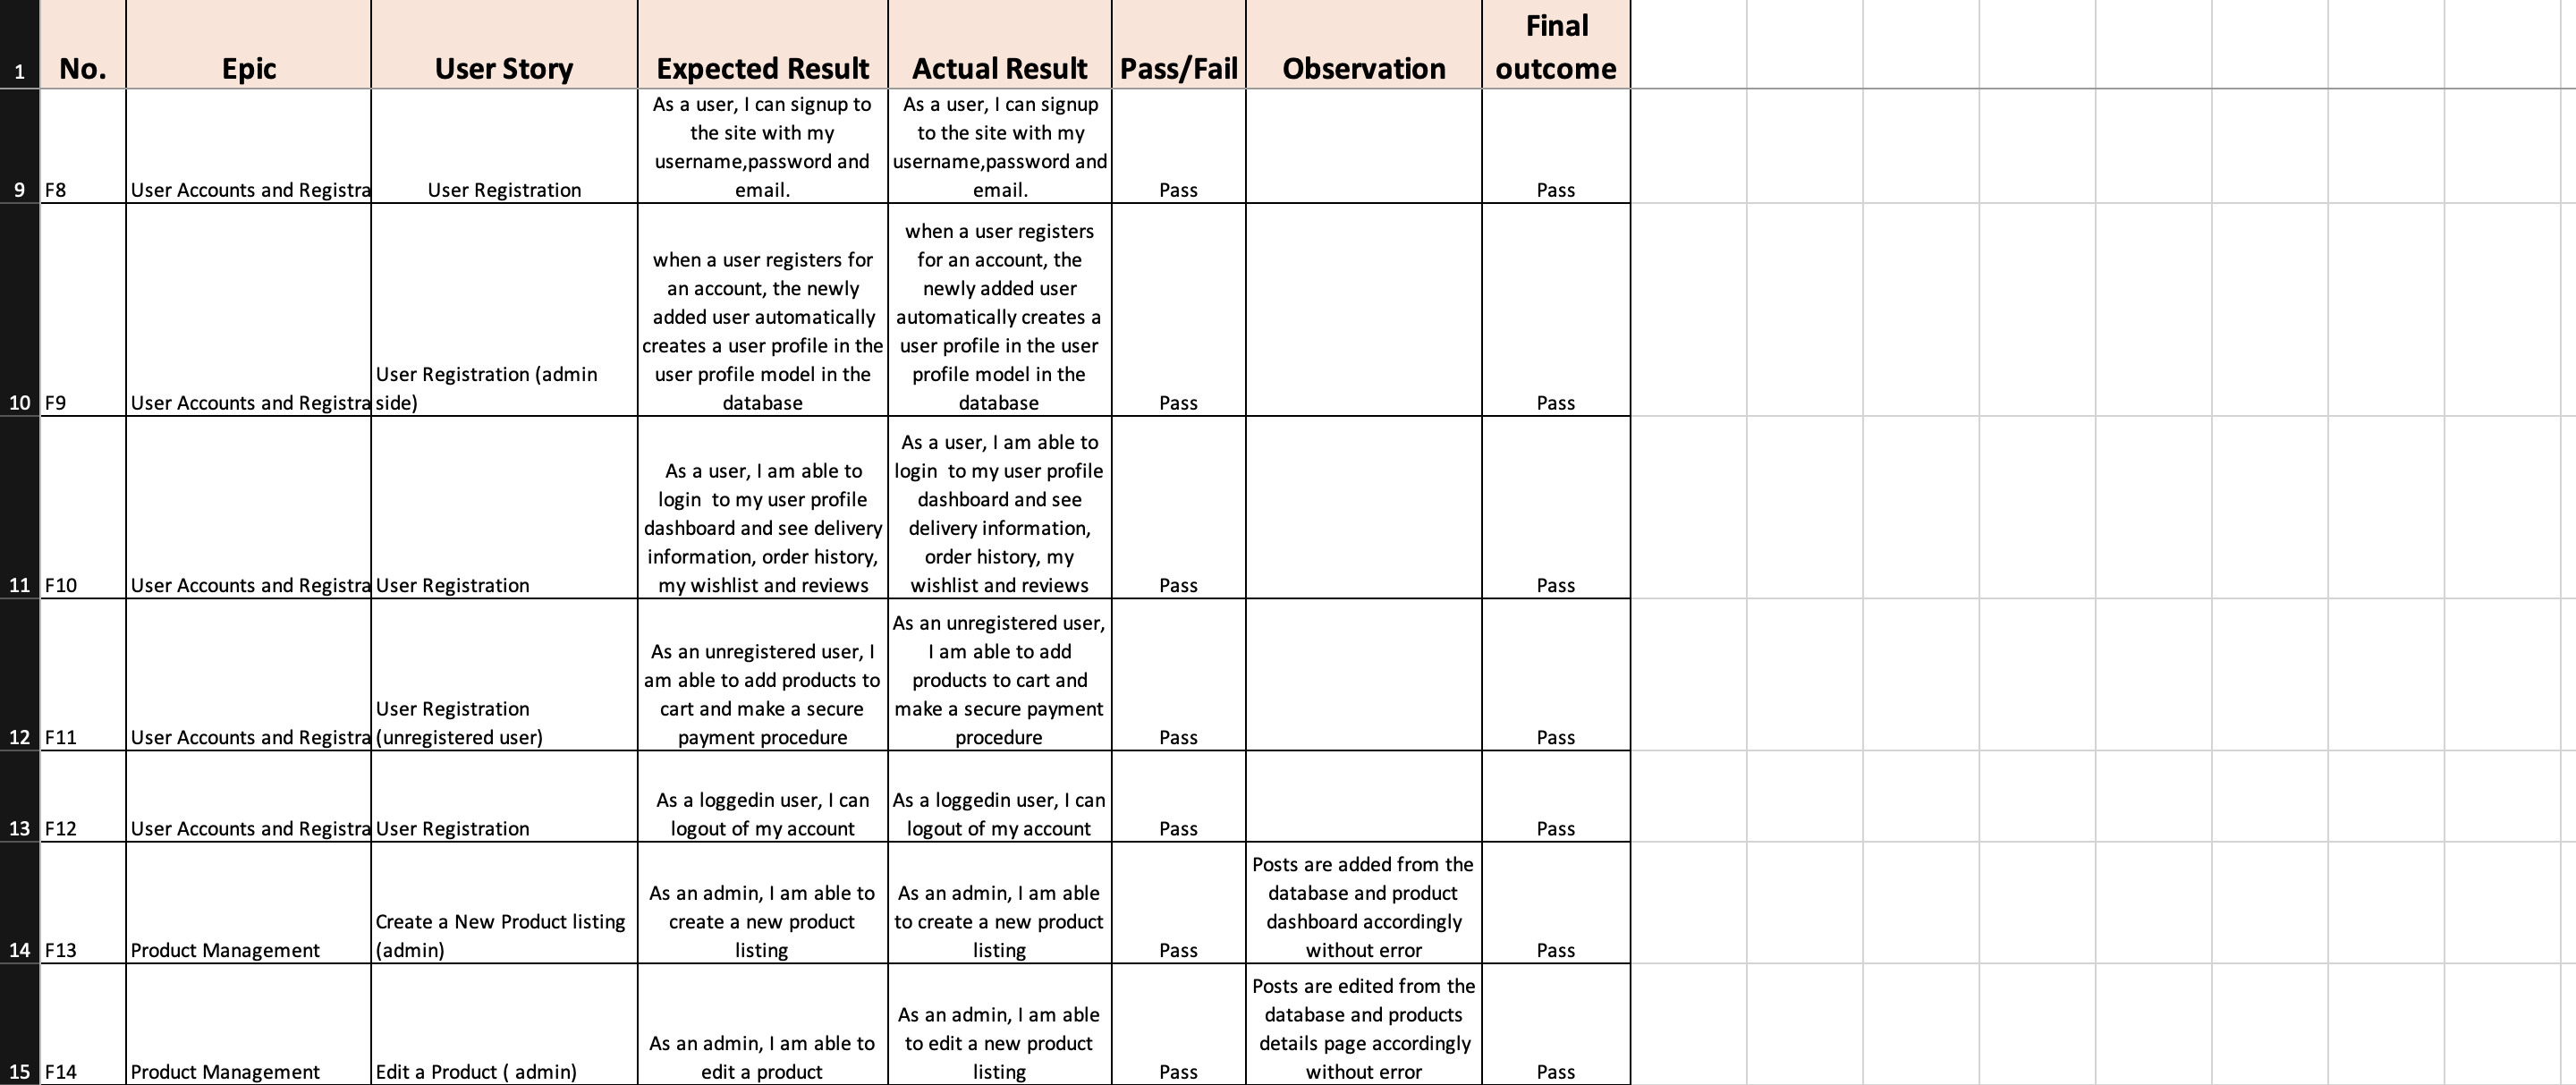 1 No. Epic User Story Expected Result Actual Result Pass/Fail Observation Final
outcome
9 F8 User Accounts and Registra User Registration
As a user, I can signup to
the site with my
username,password and
email.
As a user, I can signup
to the site with my
username,password and
email.
Pass
Pass
10 F9 User Accounts and Registra
User Registration (admin
side)
when a user registers for
an account, the newly
added user automatically
creates a user profile in the
user profile model in the
database
when a user registers
for an account, the
newly added user
automatically creates a
user profile in the user
profile model in the
database
Pass
Pass
11 F10 User Accounts and Registra User Registration
As a user, I am able to
login  to my user profile
dashboard and see delivery
information, order history,
my wishlist and reviews
As a user, I am able to
login  to my user profile
dashboard and see
delivery information,
order history, my
wishlist and reviews
Pass
Pass
12 F11 User Accounts and Registra
User Registration
(unregistered user)
As an unregistered user, I
am able to add products to
cart and make a secure
payment procedure
As an unregistered user,
I am able to add
products to cart and
make a secure payment
procedure
Pass
Pass
13 F12 User Accounts and Registra User Registration
As a loggedin user, I can
logout of my account
As a loggedin user, I can
logout of my account
Pass
Pass
14 F13 Product Management
Create a New Product listing
(admin)
As an admin, I am able to
create a new product
listing
As an admin, I am able
to create a new product
listing
Pass
Posts are added from the
database and product
dashboard accordingly
without error
Pass
15 F14 Product Management Edit a Product ( admin)
As an admin, I am able to
edit a product
As an admin, I am able
to edit a new product
listing
Pass
Posts are edited from the
database and products
details page accordingly
without error
Pass